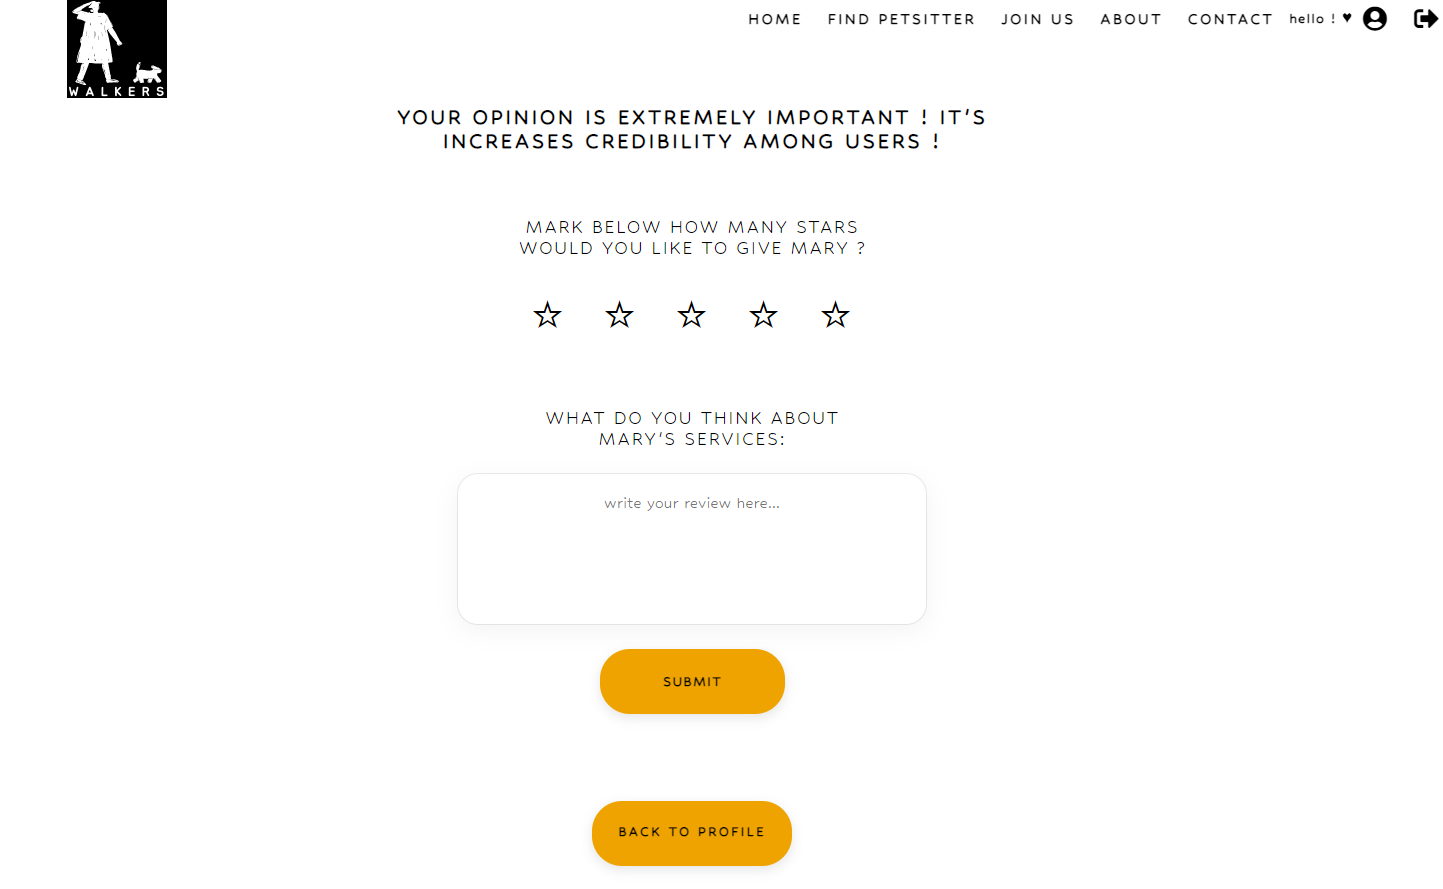 WALKERS
HOME FIND PETSITTER JOIN US ABOUT CONTACT hello ! ♥
YOUR OPINION IS EXTREMELY IMPORTANT ! IT'S
INCREASES CREDIBILITY AMONG USERS !
MARK BELOW HOW MANY STARS
WOULD YOU LIKE TO GIVE MARY ?
WHAT DO YOU THINK ABOUT
MARY'S SERVICES:
write your review here...
SUBMIT
BACK TO PROFILE